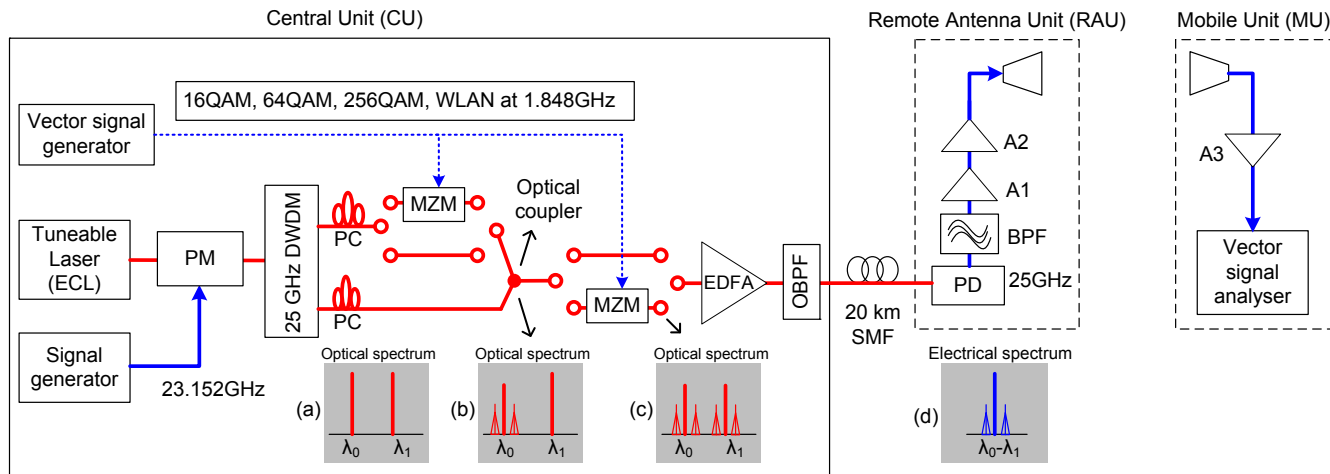 Central Unit (CU)
Remote Antenna Unit (RAU)
Mobile Unit (MU)
16QAM, 64QAM, 256QAM, WLAN at 1.848GHz
Vector signal
generator
Tuneable
Laser
(ECL)
PM
Signal
generator
23.152GHz
25 GHz DWDM
PC
PC
MZM
Optical
coupler
MZM
EDFA
OBPF
20 km
SMF
A2
A1
BPF
PD
25GHz
A3
Vector
signal
analyser
Optical spectrum
(a)
λ0
λ1
Optical spectrum
(b)
λ0
λ1
Optical spectrum
(c)
λ0
λ1
Electrical spectrum
(d)
λ0-λ1